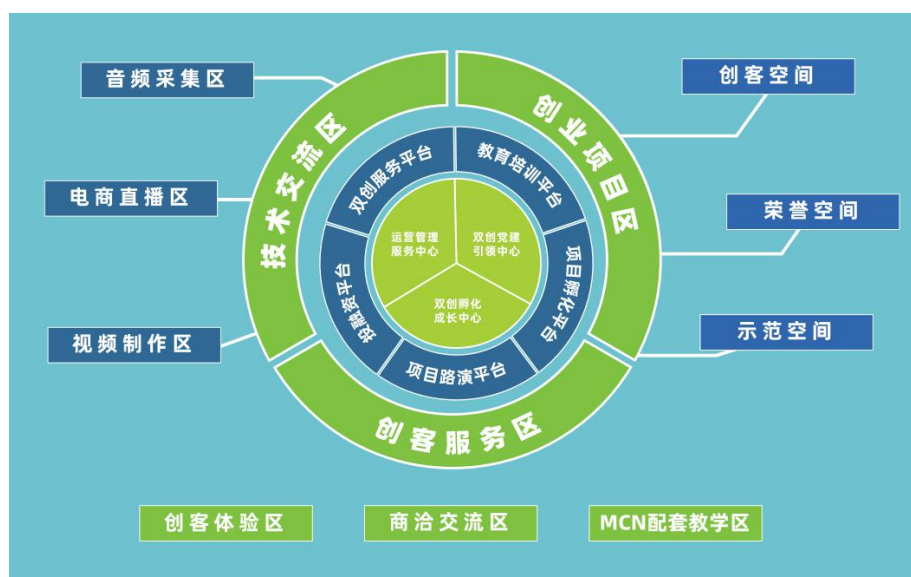 音频采集区
电商直播区
视频制作区
技术交流区
创业项目区
创客服务区
创客空间
荣誉空间
示范空间
双创服务平台
教育培训平台
项目孵化平台
项目路演平台
投融资平台
运营管理
服务中心
双创党建
引领中心
双创孵化
成长中心
创客体验区
商洽交流区
MCN配套教学区